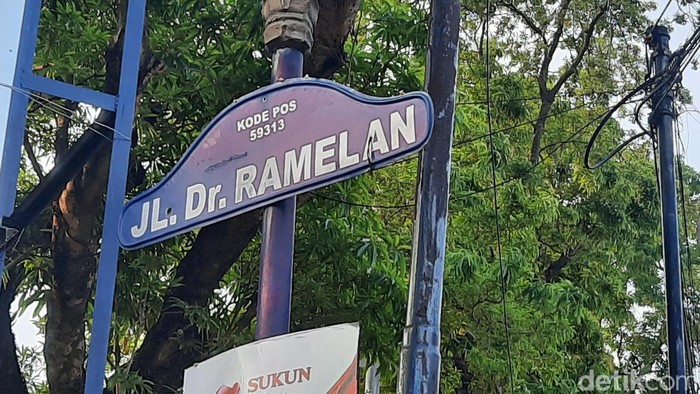 KODE POS
59313
JL. Dr. RAMELAN
SUKUN
detikcom